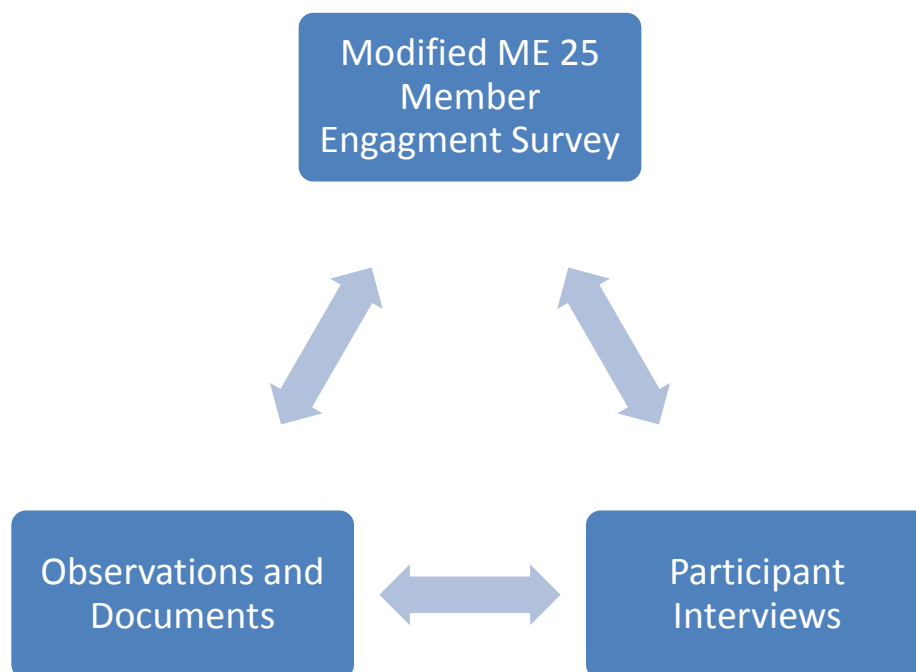 Modified ME 25
Member
Engagment Survey
Observations and
Documents
Participant
Interviews